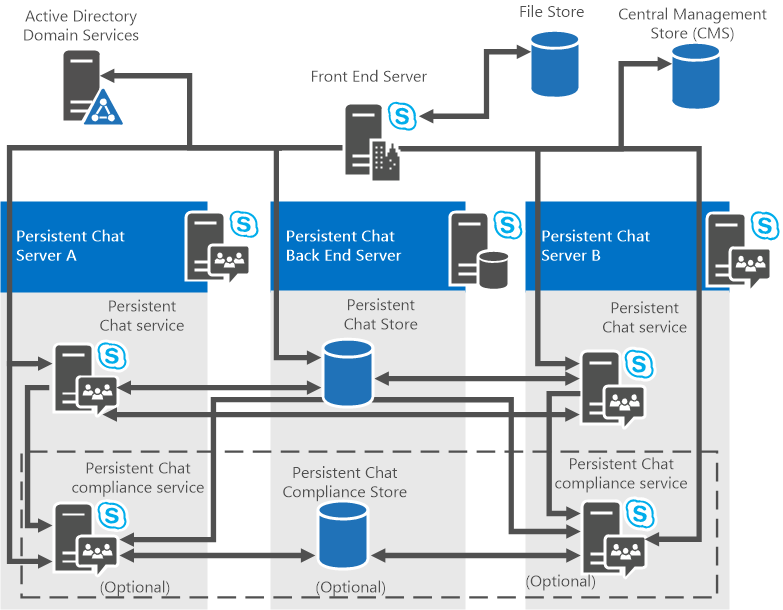 Active Directory
Domain Services
File Store
Central Management
Store (CMS)
Front End Server
Persistent Chat
Server A
Persistent Chat
Back End Server
Persistent Chat
Server B
Persistent
Chat service
Persistent
Chat Store
Persistent
Chat service
Persistent Chat
compliance service
Persistent Chat
Compliance Store
Persistent Chat
compliance service
(Optional)
(Optional)
(Optional)